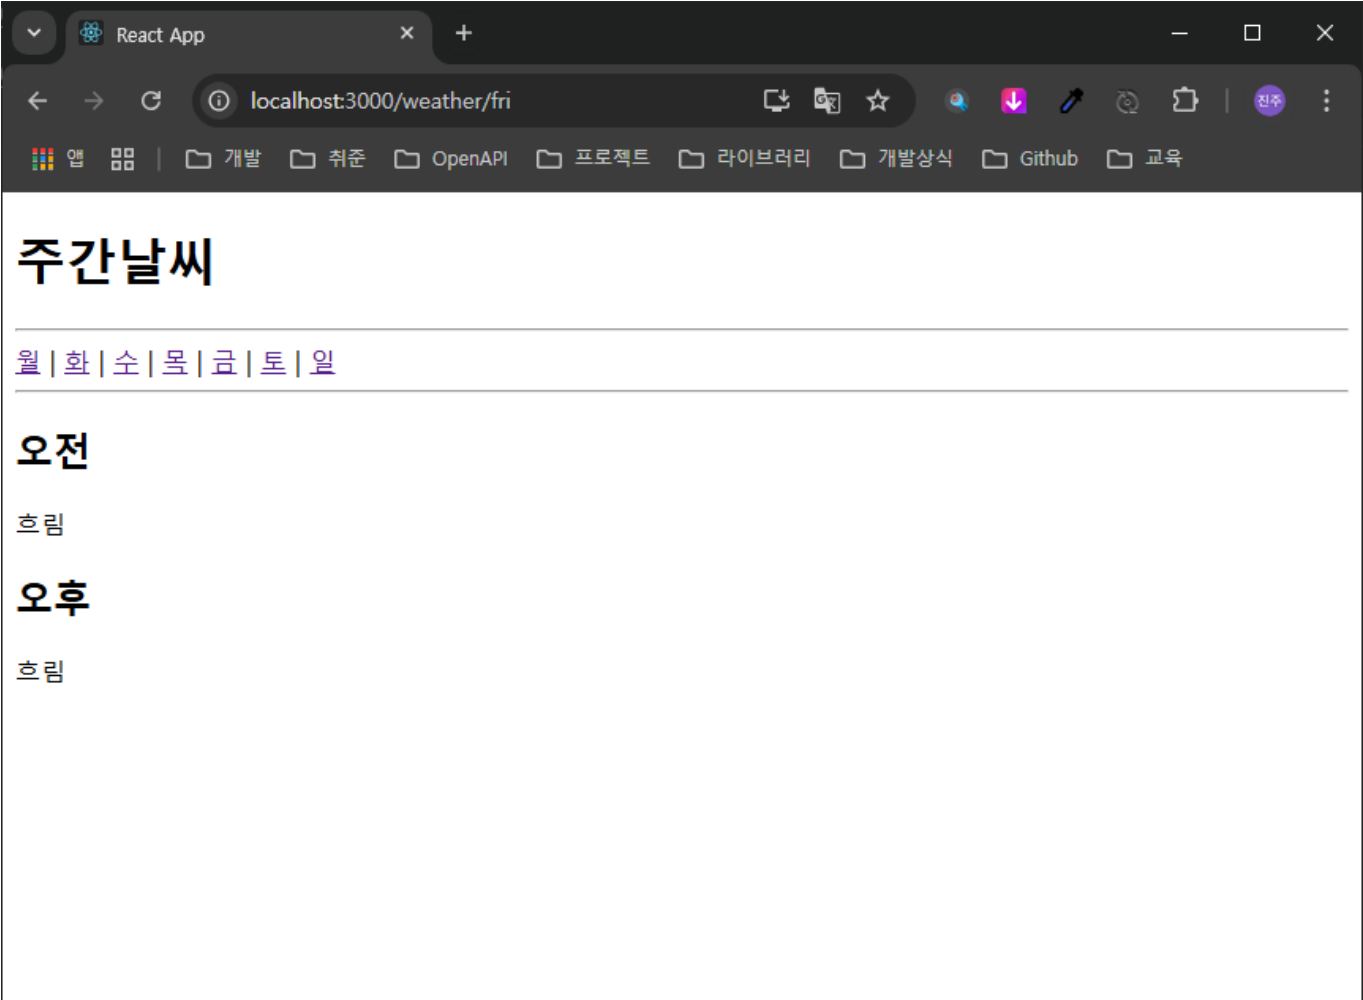 React App
localhost:3000/weather/fri
진주
앱 | 개발 취준 OpenAPI 프로젝트 라이브러리 개발상식 Github 교육
주간날씨
월 | 화 | 수 | 목 | 금 | 토 | 일
오전
흐림
오후
흐림